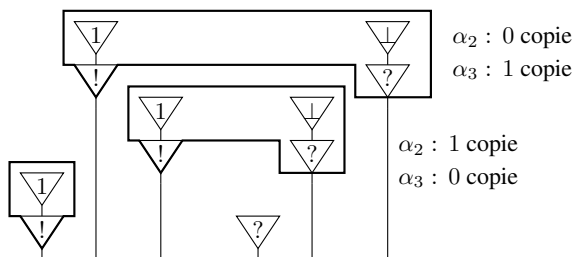 1 ⊥ α₂ : 0 copie
! ? α₃ : 1 copie
1 ⊥
! ? α₂ : 1 copie
1 α₃ : 0 copie
! ?